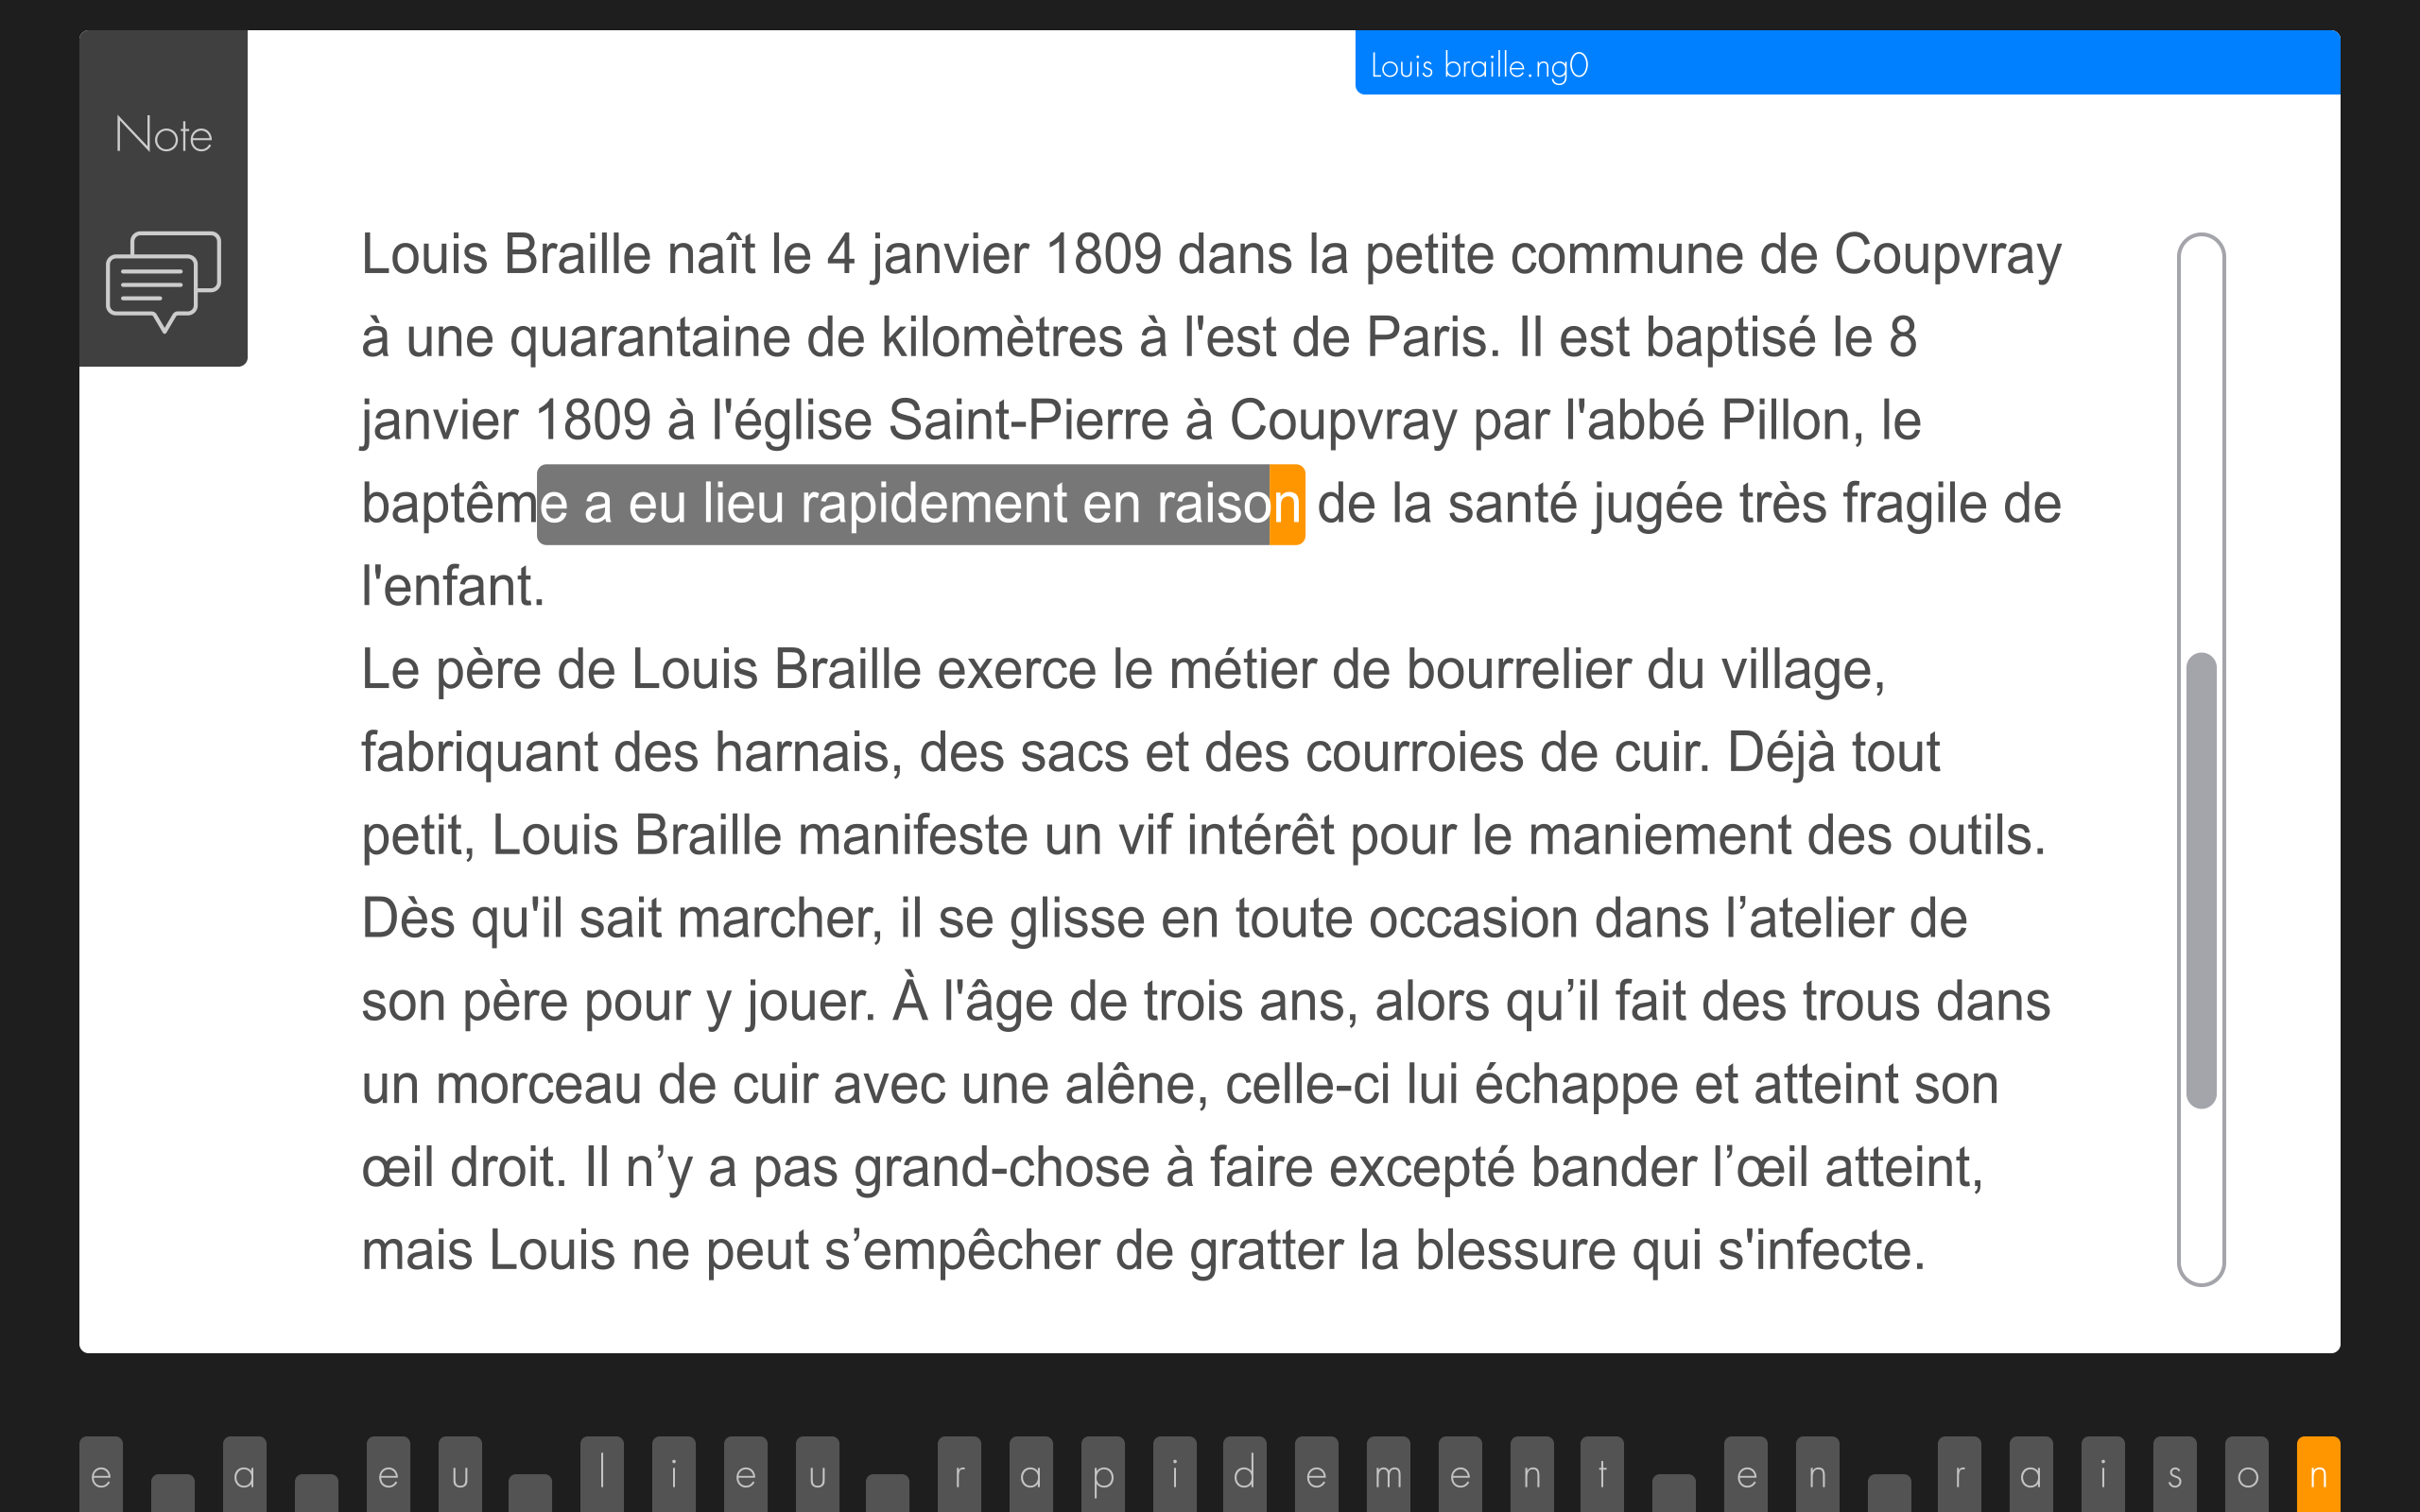 Louis braille.ng0
Note
Louis Braille naît le 4 janvier 1809 dans la petite commune de Coupvray
à une quarantaine de kilomètres à l'est de Paris. Il est baptisé le 8
janvier 1809 à l'église Saint-Pierre à Coupvray par l'abbé Pillon, le
baptême a eu lieu rapidement en raison de la santé jugée très fragile de
l'enfant.
Le père de Louis Braille exerce le métier de bourrelier du village,
fabriquant des harnais, des sacs et des courroies de cuir. Déjà tout
petit, Louis Braille manifeste un vif intérêt pour le maniement des outils.
Dès qu'il sait marcher, il se glisse en toute occasion dans l’atelier de
son père pour y jouer. À l'âge de trois ans, alors qu’il fait des trous dans
un morceau de cuir avec une alêne, celle-ci lui échappe et atteint son
œil droit. Il n’y a pas grand-chose à faire excepté bander l’œil atteint,
mais Louis ne peut s’empêcher de gratter la blessure qui s'infecte.
e a eu lieu rapidement en raison